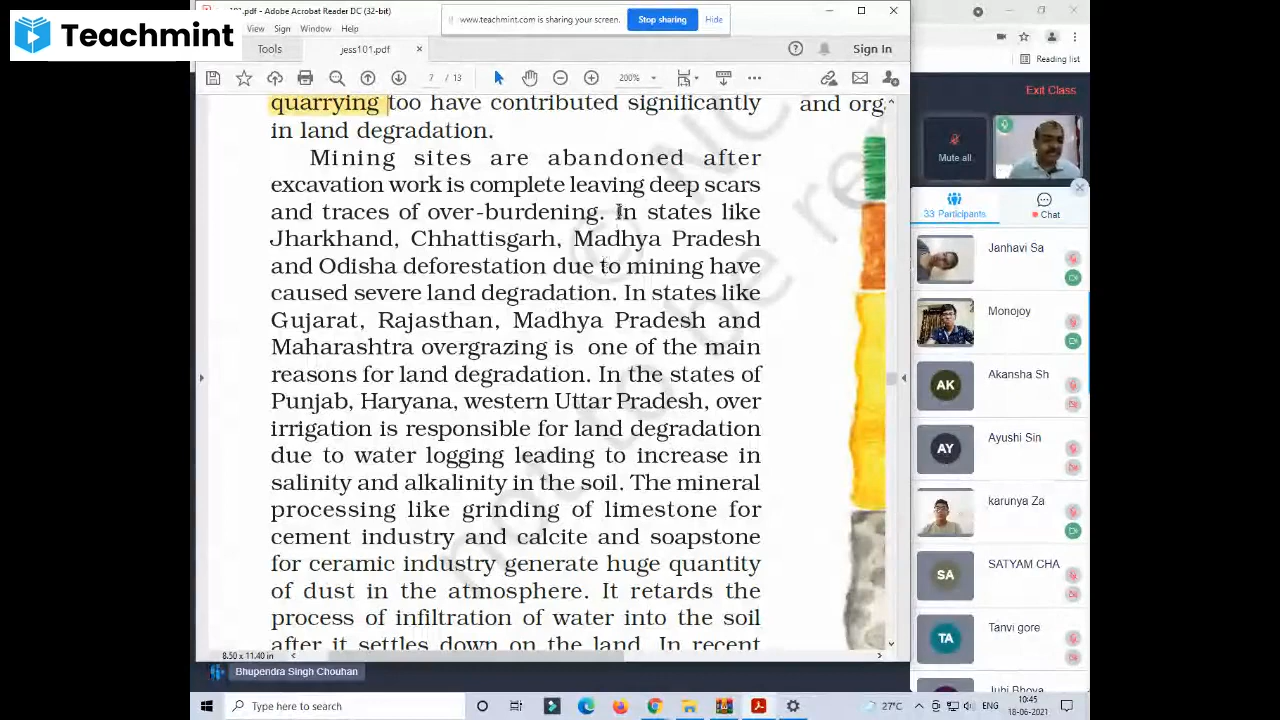 Teachmint
101.pdf - Adobe Acrobat Reader DC (32-bit)
www.teachmint.com is sharing your screen.
Stop sharing
Hide
View Sign Window Help
Tools
jess101.pdf
Sign In
7 / 13
200%
Reading list
quarrying too have contributed significantly
in land degradation.
Mining sites are abandoned after
excavation work is complete leaving deep scars
and traces of over-burdening. In states like
Jharkhand, Chhattisgarh, Madhya Pradesh
and Odisha deforestation due to mining have
caused severe land degradation. In states like
Gujarat, Rajasthan, Madhya Pradesh and
Maharashtra overgrazing is one of the main
reasons for land degradation. In the states of
Punjab, Haryana, western Uttar Pradesh, over
irrigation is responsible for land degradation
due to water logging leading to increase in
salinity and alkalinity in the soil. The mineral
processing like grinding of limestone for
cement industry and calcite and soapstone
for ceramic industry generate huge quantity
of dust in the atmosphere. It retards the
process of infiltration of water into the soil
after it settles down on the land. In recent
and org
not to be re
8.50 x 11.40 in
Bhupendra Singh Chouhan
Exit Class
Mute all
33 Participants
Chat
Janhavi Sa
Monojoy
AK
Akansha Sh
AY
Ayushi Sin
karunya Za
SA
SATYAM CHA
TA
Tanvi gore
Juhi Bhoya
Type here to search
27°C
ENG
10:45
18-06-2021